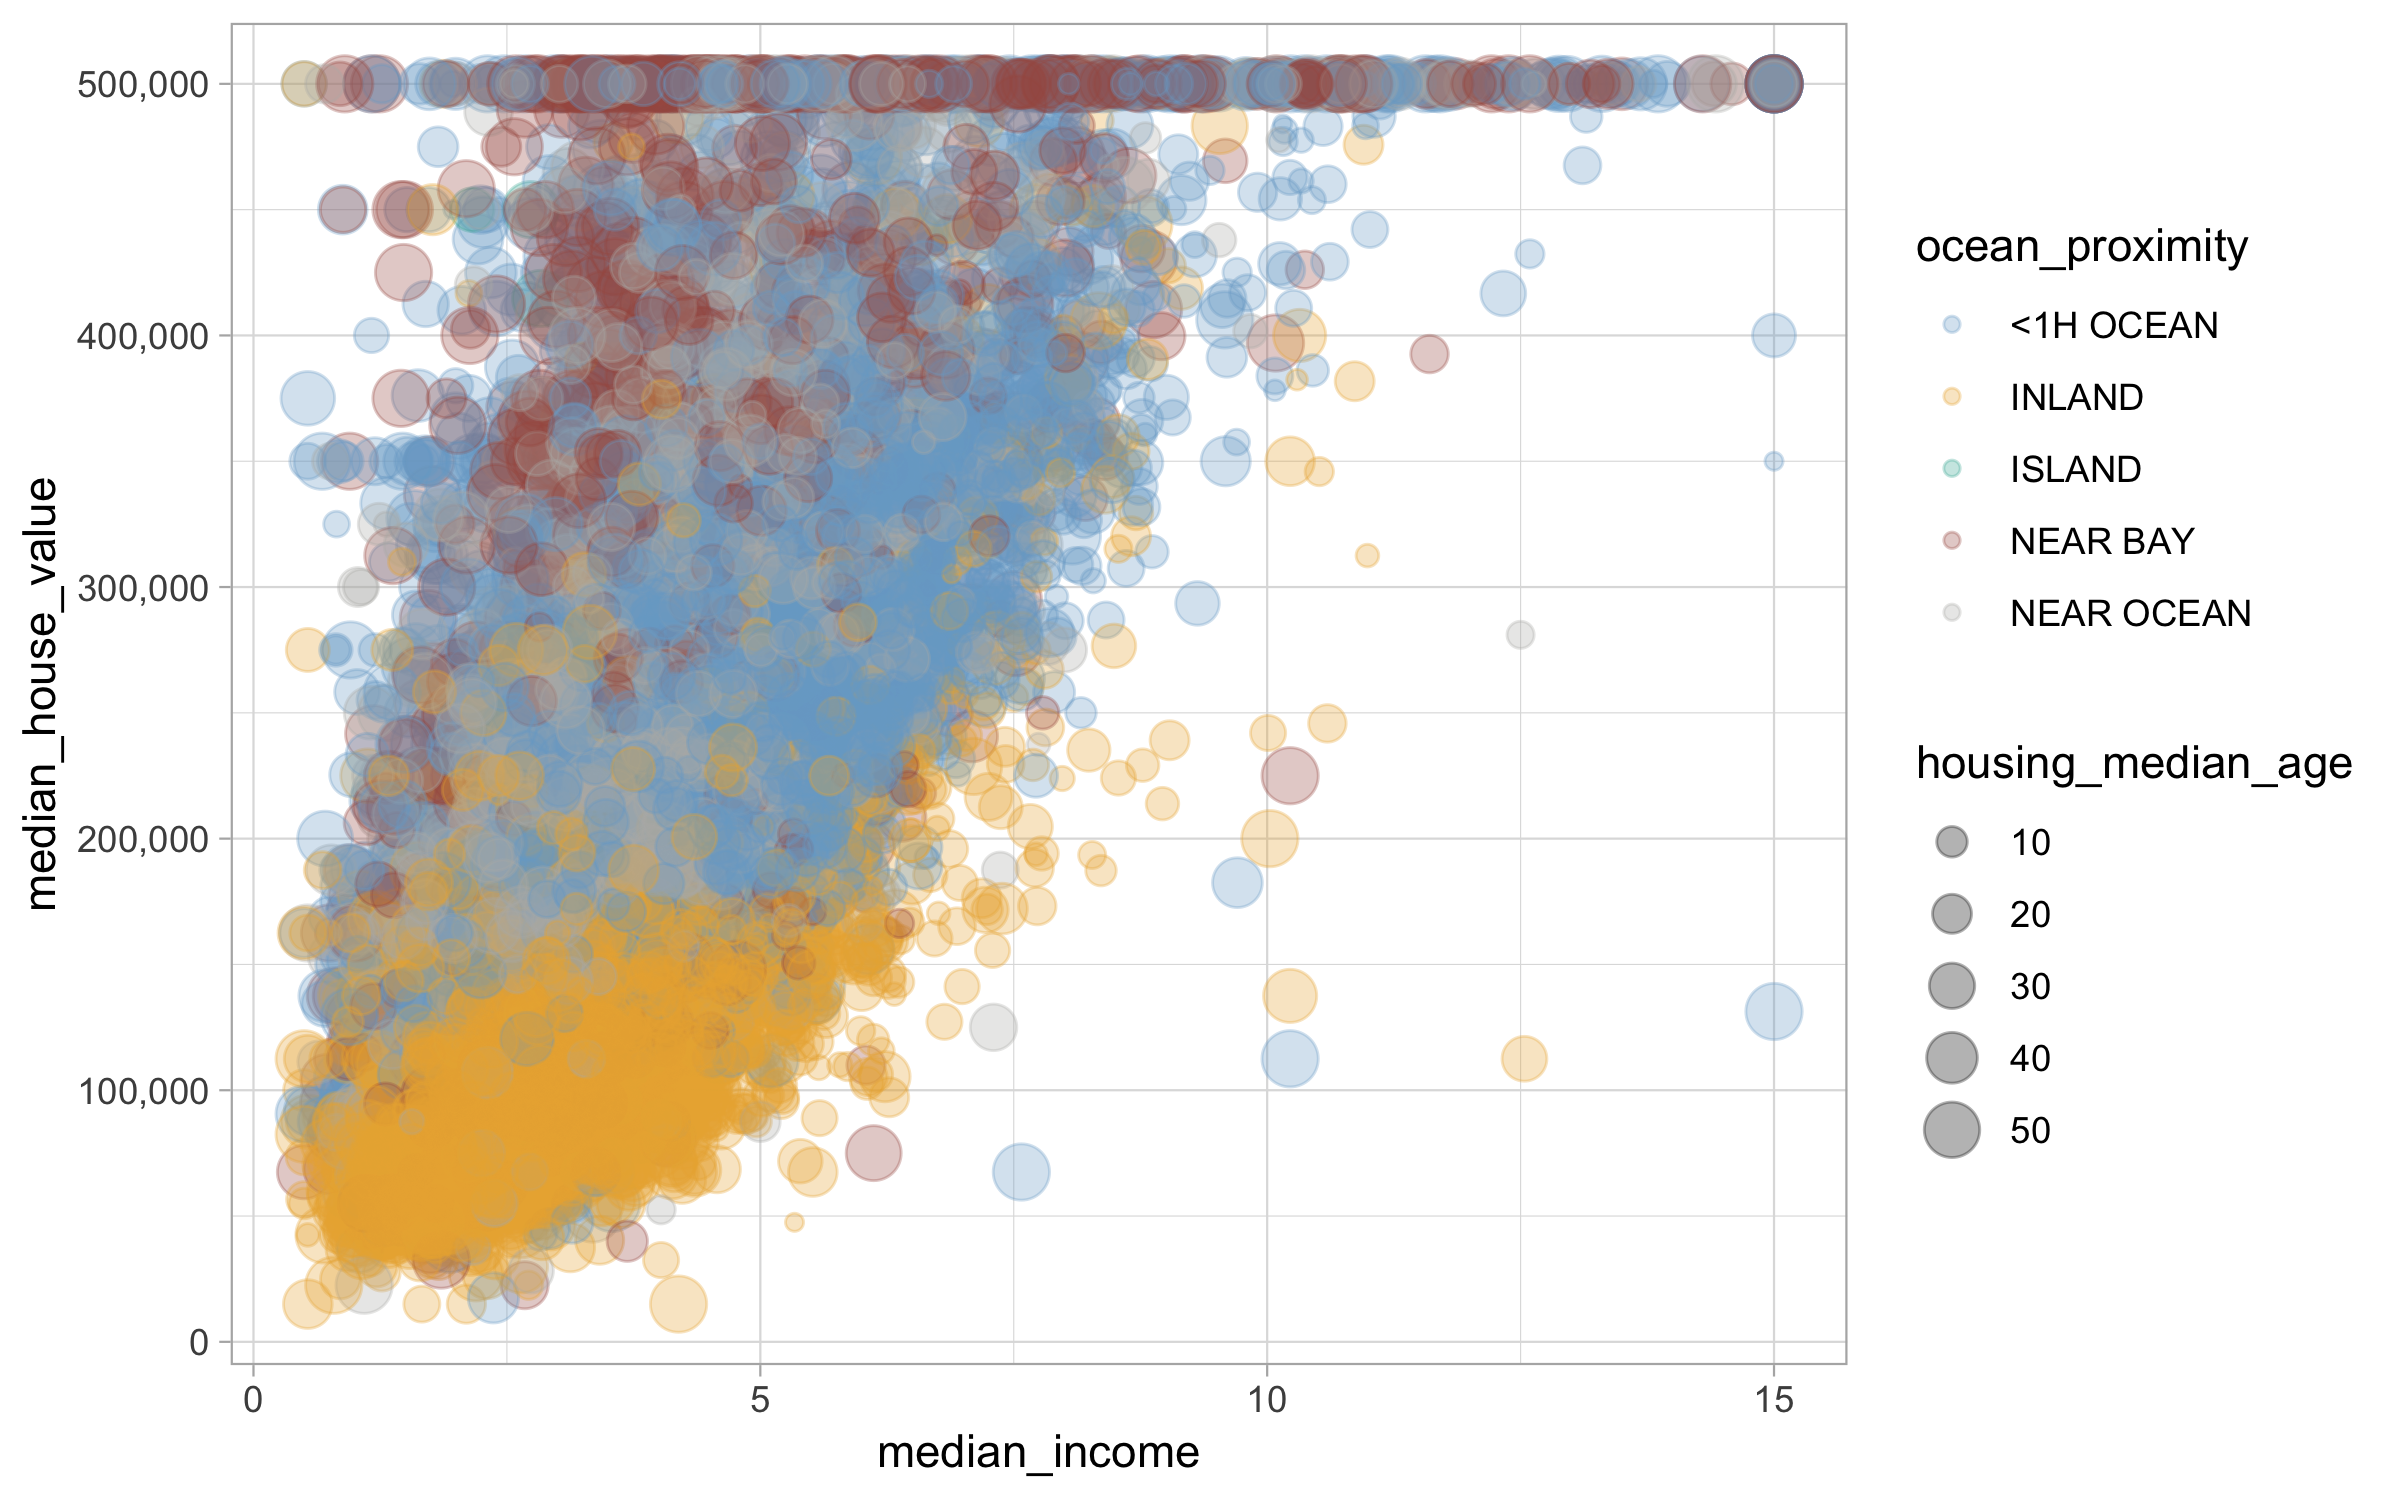 500,000
400,000
300,000
200,000
100,000
0
0 5 10 15
median_income
median_house_value
ocean_proximity
<1H OCEAN
INLAND
ISLAND
NEAR BAY
NEAR OCEAN
housing_median_age
10
20
30
40
50